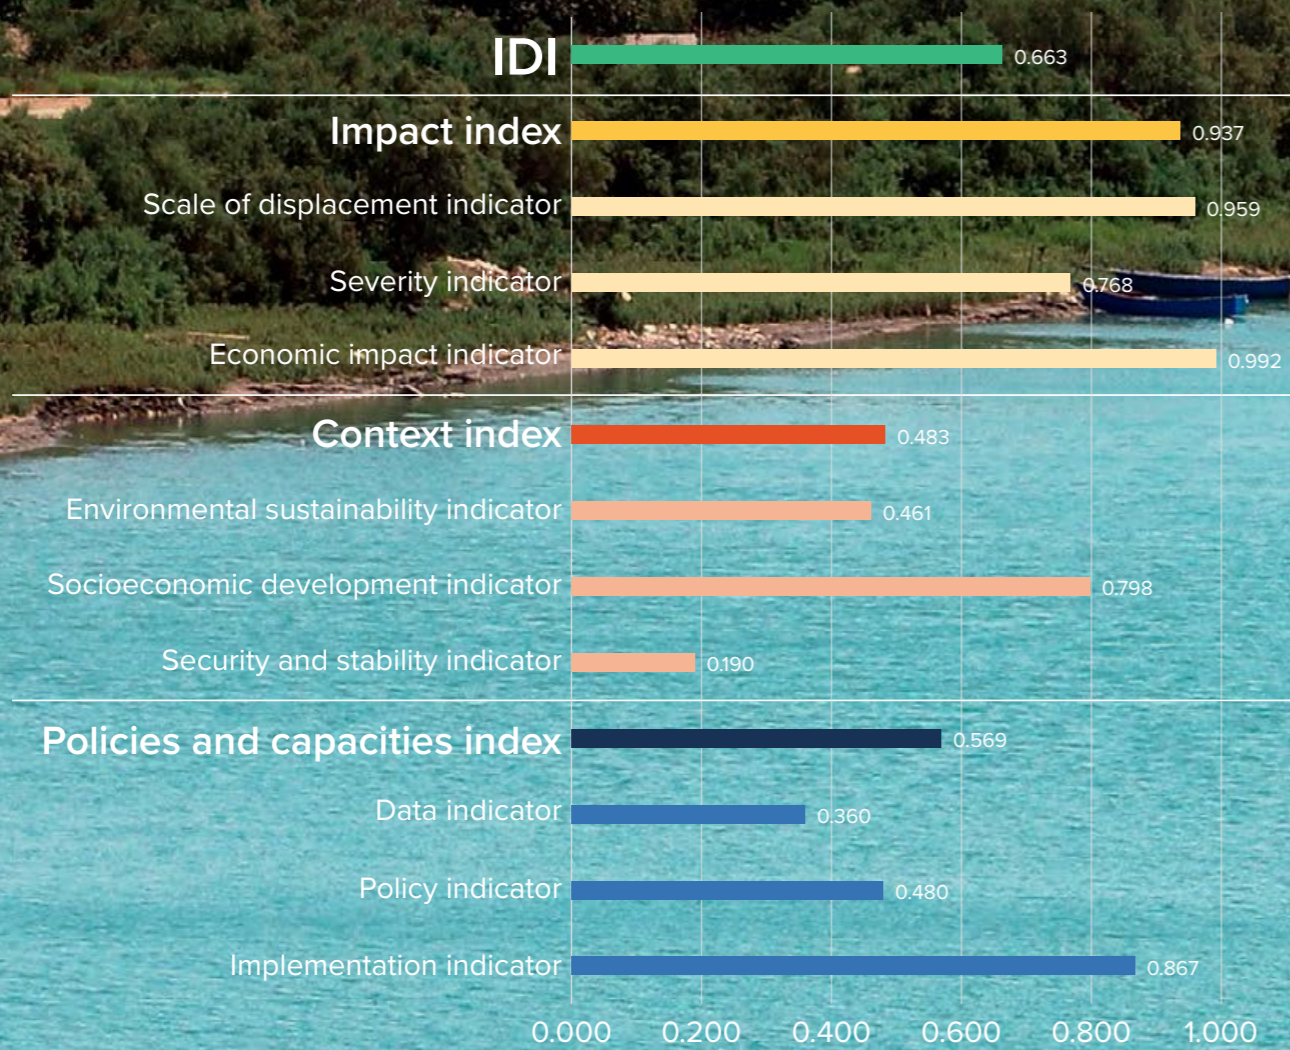 IDI 0.663
Impact index 0.937
Scale of displacement indicator 0.959
Severity indicator 0.768
Economic impact indicator 0.992
Context index 0.483
Environmental sustainability indicator 0.461
Socioeconomic development indicator 0.798
Security and stability indicator 0.190
Policies and capacities index 0.569
Data indicator 0.360
Policy indicator 0.480
Implementation indicator 0.867
0.000 0.200 0.400 0.600 0.800 1.000